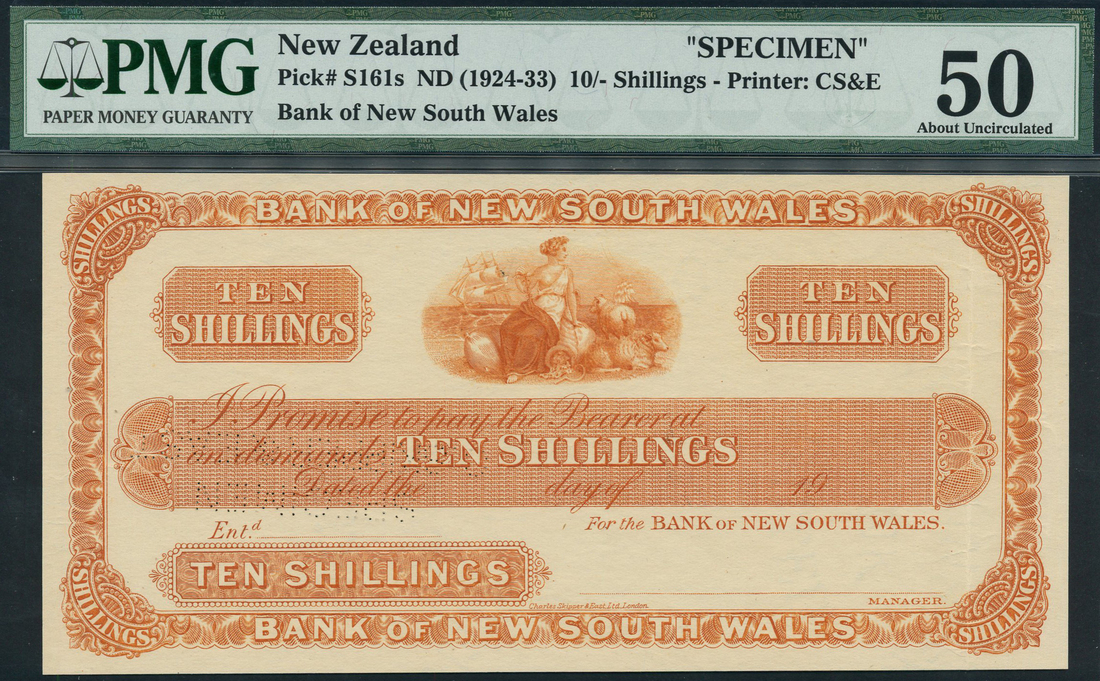 PMG
PAPER MONEY GUARANTY
New Zealand "SPECIMEN"
Pick# S161s ND (1924-33) 10/- Shillings - Printer: CS&E
Bank of New South Wales
50
About Uncirculated
SHILLINGS BANK OF NEW SOUTH WALES SHILLINGS
TEN SHILLINGS
TEN SHILLINGS
I Promise to pay the Bearer at
on demand TEN SHILLINGS
Dated the day of 19
Ent.d For the BANK OF NEW SOUTH WALES.
TEN SHILLINGS
Charles Skipper & East, Ltd. London. MANAGER.
SHILLINGS BANK OF NEW SOUTH WALES SHILLINGS